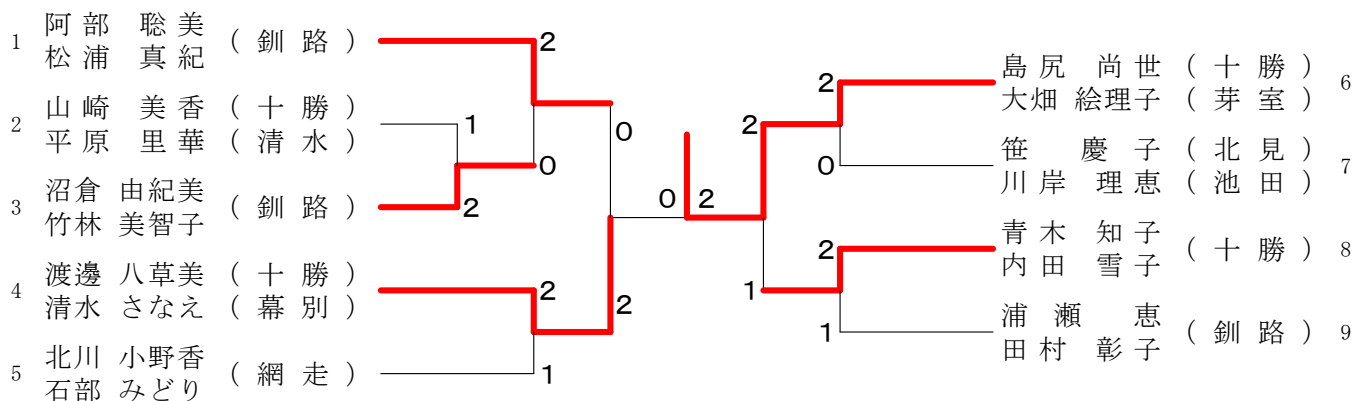 1 阿部 聡美 (釧路)
松浦 真紀
2 山崎 美香 (十勝)
平原 里華 (清水)
3 沼倉 由紀美 (釧路)
竹林 美智子
4 渡邊 八草美 (十勝)
清水 さなえ (幕別)
5 北川 小野香 (網走)
石部 みどり
2
1
0
2
0
2
1
2
0 2
2
2
0
1
2
1
島尻 尚世 (十勝) 6
大畑 絵理子 (芽室)
笹 慶子 (北見) 7
川岸 理恵 (池田)
青木 知子 (十勝) 8
内田 雪子
浦瀬 恵 (釧路) 9
田村 彰子